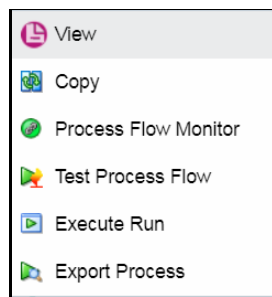 View
Copy
Process Flow Monitor
Test Process Flow
Execute Run
Export Process